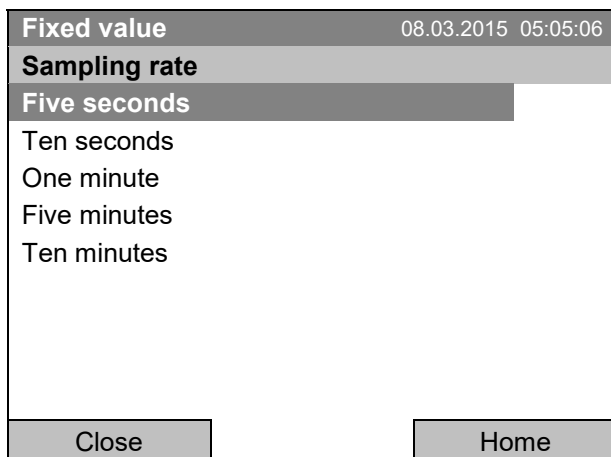 Fixed value 08.03.2015 05:05:06
Sampling rate
Five seconds
Ten seconds
One minute
Five minutes
Ten minutes
Close Home